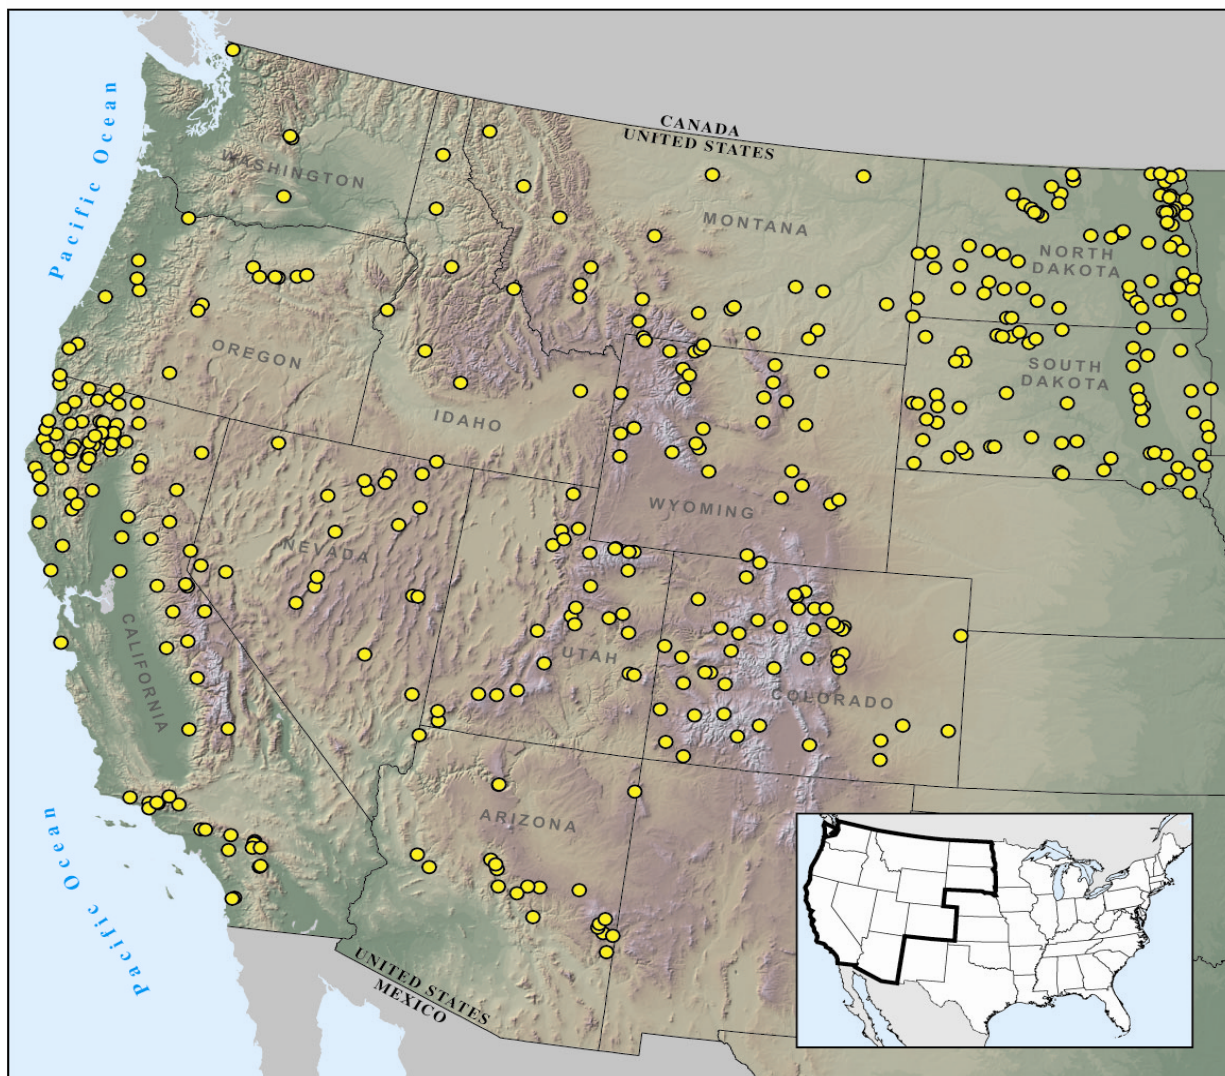 CANADA
UNITED STATES
Pacific Ocean
WASHINGTON
MONTANA
NORTH
DAKOTA
OREGON
IDAHO
SOUTH
DAKOTA
WYOMING
NEVADA
UTAH
CALIFORNIA
COLORADO
ARIZONA
Pacific Ocean
UNITED STATES
MEXICO